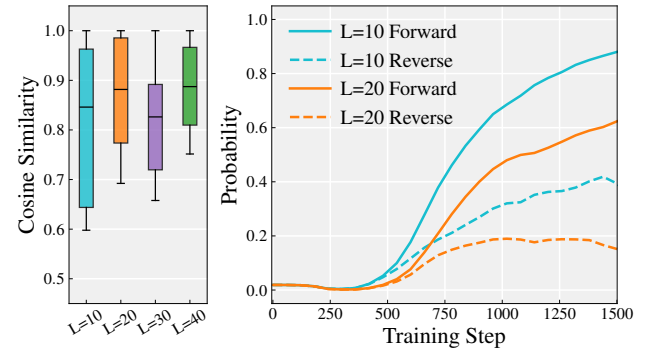 Cosine Similarity
1.0
0.9
0.8
0.7
0.6
0.5
L=10
L=20
L=30
L=40
Probability
1.0
0.8
0.6
0.4
0.2
0.0
L=10 Forward
L=10 Reverse
L=20 Forward
L=20 Reverse
0
250
500
750
1000
1250
1500
Training Step